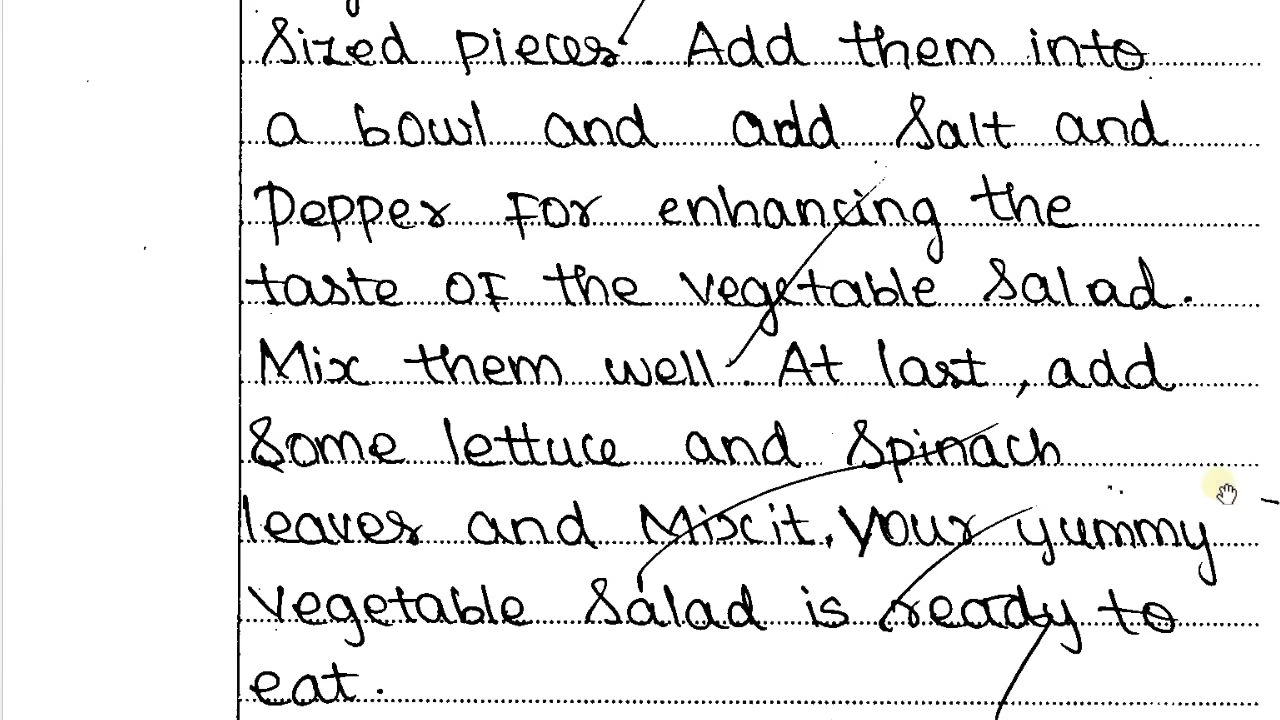 Sized pieces. Add them into
a bowl and add Salt and
Pepper For enhancing the
taste of the vegetable Salad.
Mix them well. At last, add
Some lettuce and Spinach
leaves and Mix it. Your yummy
Vegetable Salad is ready to
eat.